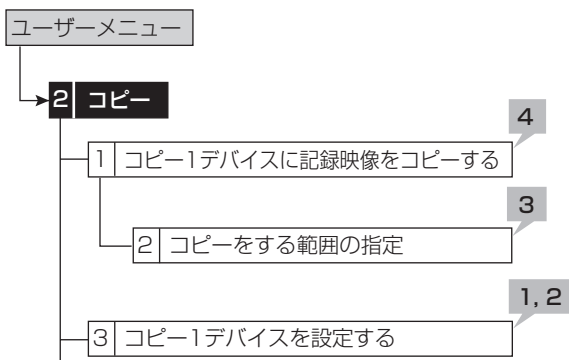 ユーザーメニュー
2 コピー
4
1 コピー1デバイスに記録映像をコピーする
3
2 コピーをする範囲の指定
1, 2
3 コピー1デバイスを設定する